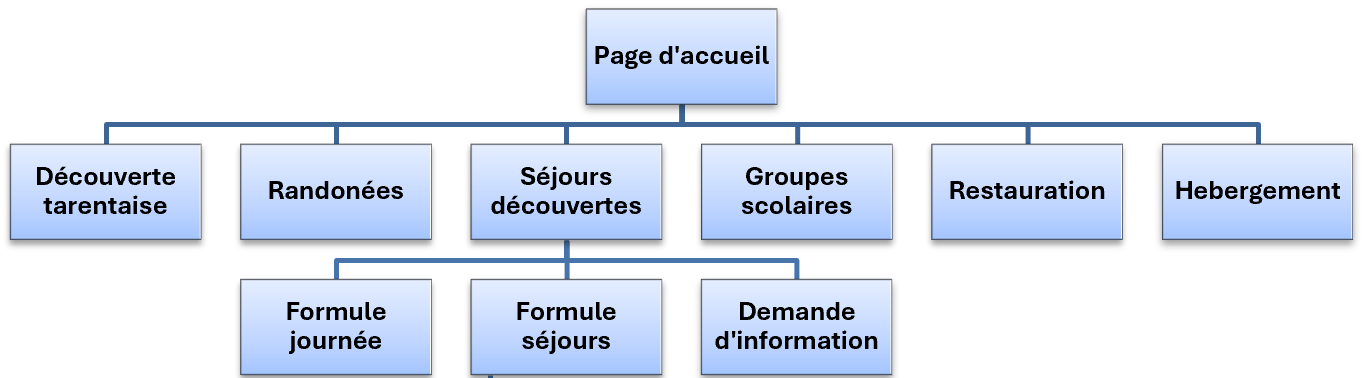 Page d'accueil
Découverte
tarentaise
Randonées
Séjours
découvertes
Groupes
scolaires
Restauration
Hebergement
Formule
journée
Formule
séjours
Demande
d'information